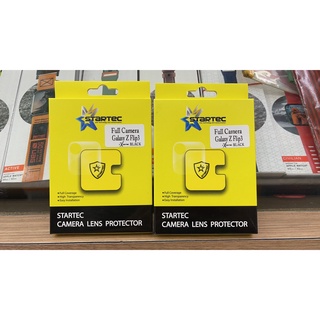 STARTEC
Full Camera
Galaxy Z Flip3
BLACK
Full Coverage
High Transparency
Easy Installation
STARTEC
CAMERA LENS PROTECTOR
STARTEC
Full Camera
Galaxy Z Flip3
BLACK
Full Coverage
High Transparency
Easy Installation
STARTEC
CAMERA LENS PROTECTOR